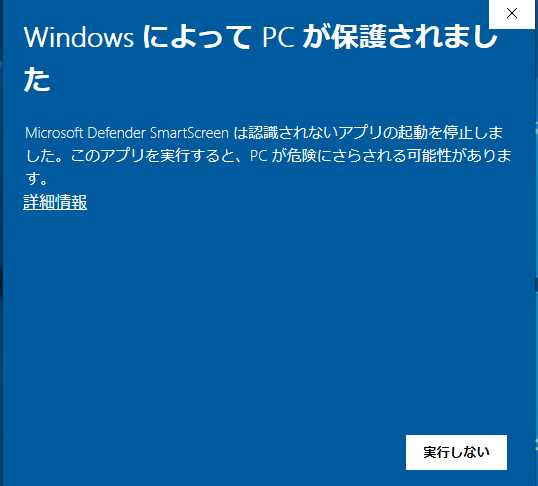 Windows によって PC が保護されまし
た
Microsoft Defender SmartScreen は認識されないアプリの起動を停止しま
した。このアプリを実行すると、PC が危険にさらされる可能性がありま
す。
詳細情報
実行しない